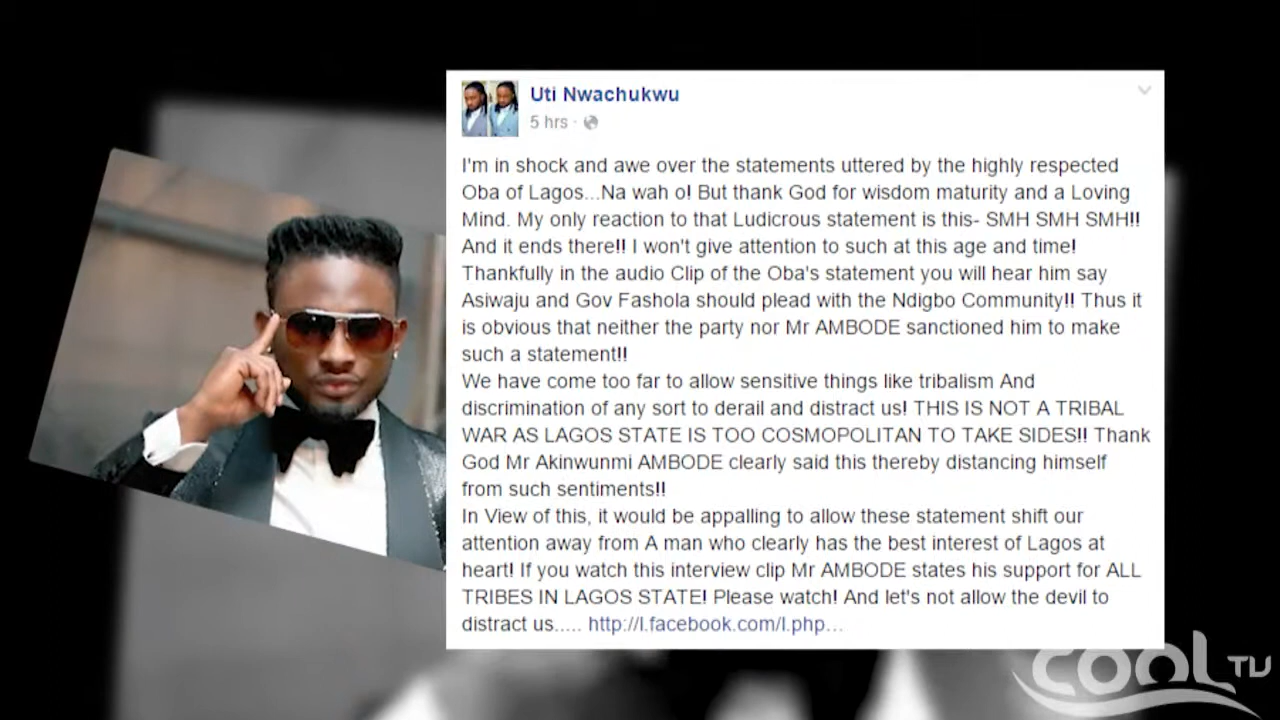 Uti Nwachukwu
5 hrs ·
I'm in shock and awe over the statements uttered by the highly respected
Oba of Lagos...Na wah o! But thank God for wisdom maturity and a Loving
Mind. My only reaction to that Ludicrous statement is this- SMH SMH SMH!!
And it ends there!! I won't give attention to such at this age and time!
Thankfully in the audio Clip of the Oba's statement you will hear him say
Asiwaju and Gov Fashola should plead with the Ndigbo Community!! Thus it
is obvious that neither the party nor Mr AMBODE sanctioned him to make
such a statement!!
We have come too far to allow sensitive things like tribalism And
discrimination of any sort to derail and distract us! THIS IS NOT A TRIBAL
WAR AS LAGOS STATE IS TOO COSMOPOLITAN TO TAKE SIDES!! Thank
God Mr Akinwunmi AMBODE clearly said this thereby distancing himself
from such sentiments!!
In View of this, it would be appalling to allow these statement shift our
attention away from A man who clearly has the best interest of Lagos at
heart! If you watch this interview clip Mr AMBODE states his support for ALL
TRIBES IN LAGOS STATE! Please watch! And let's not allow the devil to
distract us..... http://l.facebook.com/l.php...
cooL TV